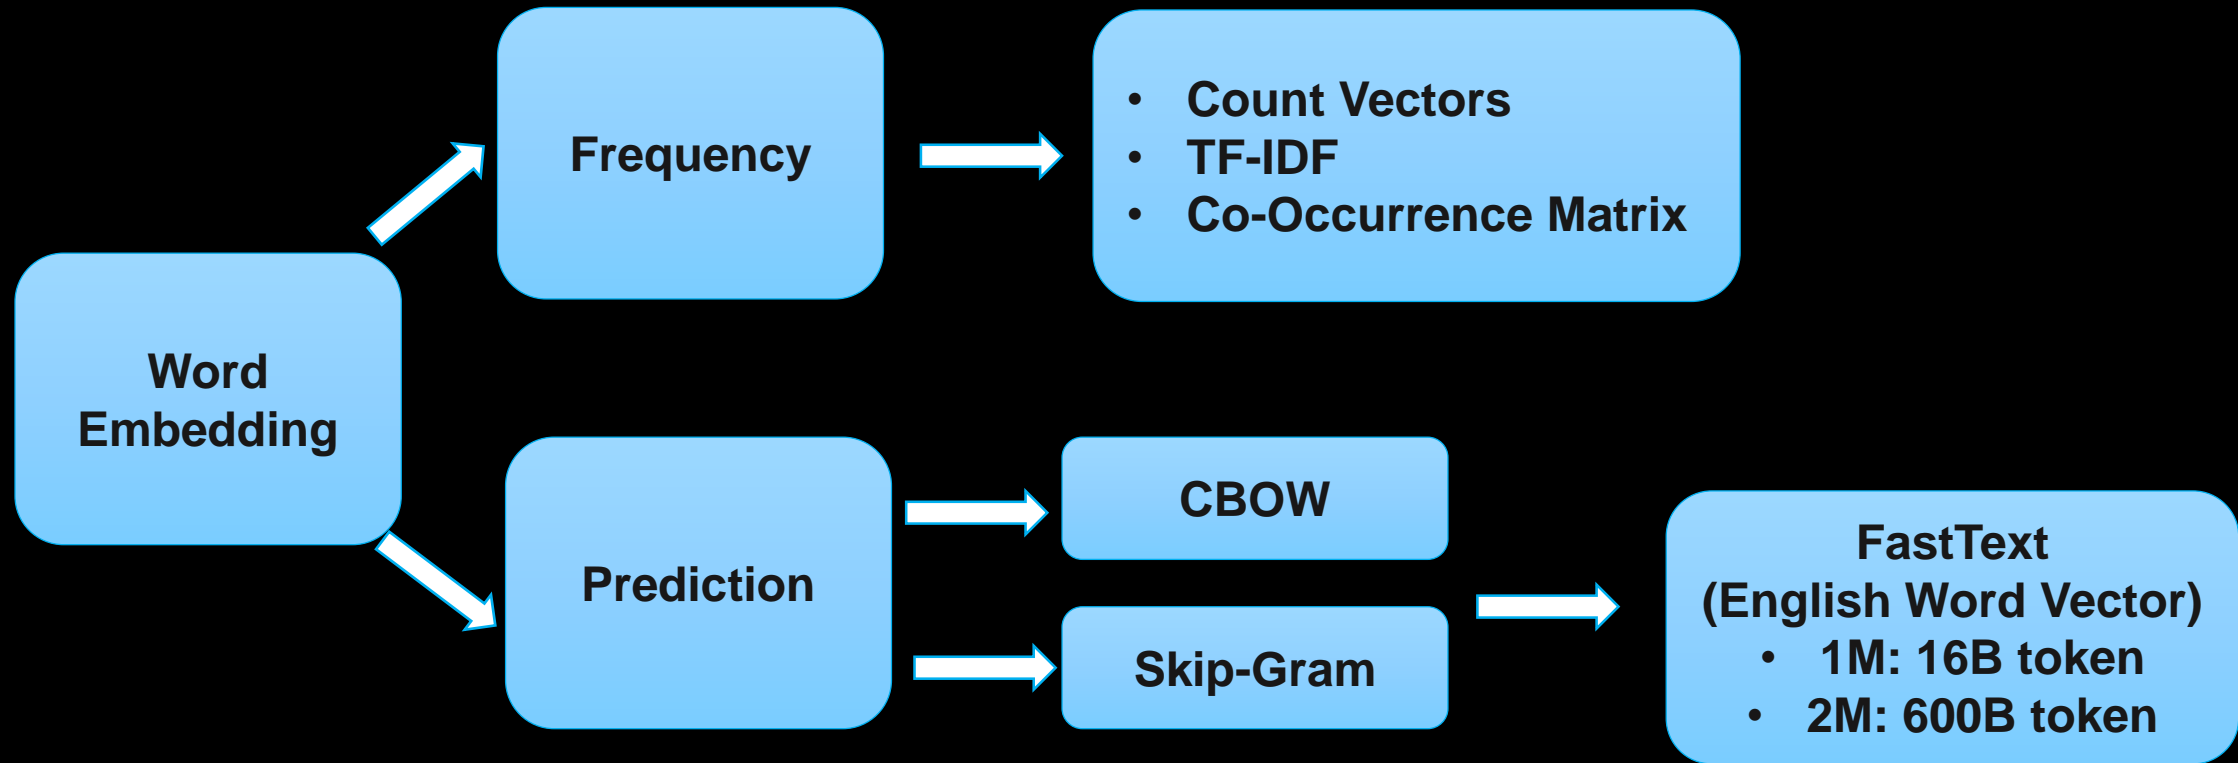 Frequency
• Count Vectors
• TF-IDF
• Co-Occurrence Matrix
Word
Embedding
Prediction
CBOW
Skip-Gram
FastText
(English Word Vector)
• 1M: 16B token
• 2M: 600B token